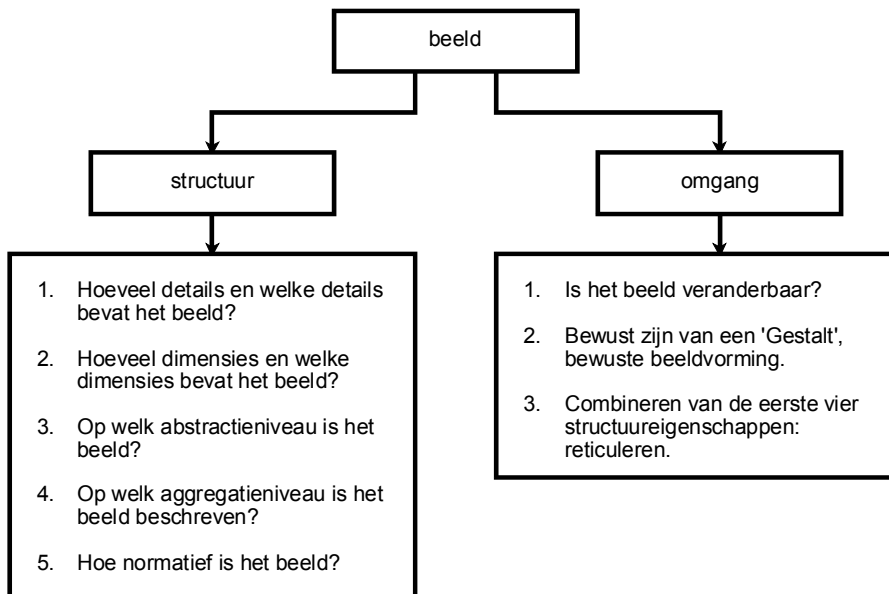 beeld
structuur
omgang
1. Hoeveel details en welke details
bevat het beeld?
2. Hoeveel dimensies en welke
dimensies bevat het beeld?
3. Op welk abstractieniveau is het
beeld?
4. Op welk aggregatieniveau is het
beeld beschreven?
5. Hoe normatief is het beeld?
1. Is het beeld veranderbaar?
2. Bewust zijn van een 'Gestalt',
bewuste beeldvorming.
3. Combineren van de eerste vier
structuureigenschappen:
reticuleren.